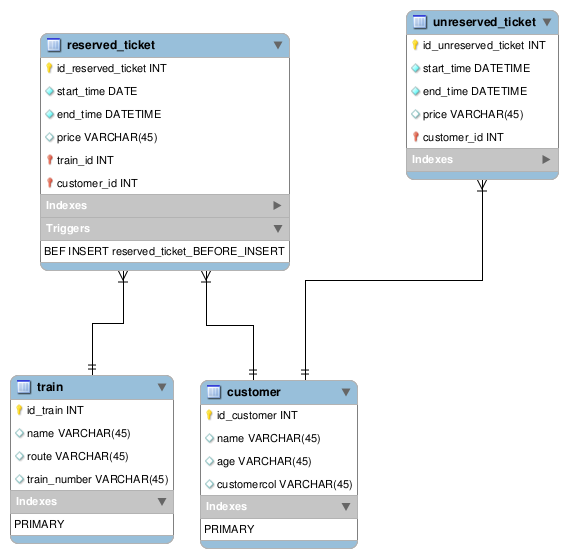 reserved_ticket
id_reserved_ticket INT
start_time DATE
end_time DATETIME
price VARCHAR(45)
train_id INT
customer_id INT
Indexes
Triggers
BEF INSERT reserved_ticket_BEFORE_INSERT
unreserved_ticket
id_unreserved_ticket INT
start_time DATETIME
end_time DATETIME
price VARCHAR(45)
customer_id INT
Indexes
train
id_train INT
name VARCHAR(45)
route VARCHAR(45)
train_number VARCHAR(45)
Indexes
PRIMARY
customer
id_customer INT
name VARCHAR(45)
age VARCHAR(45)
customercol VARCHAR(45)
Indexes
PRIMARY